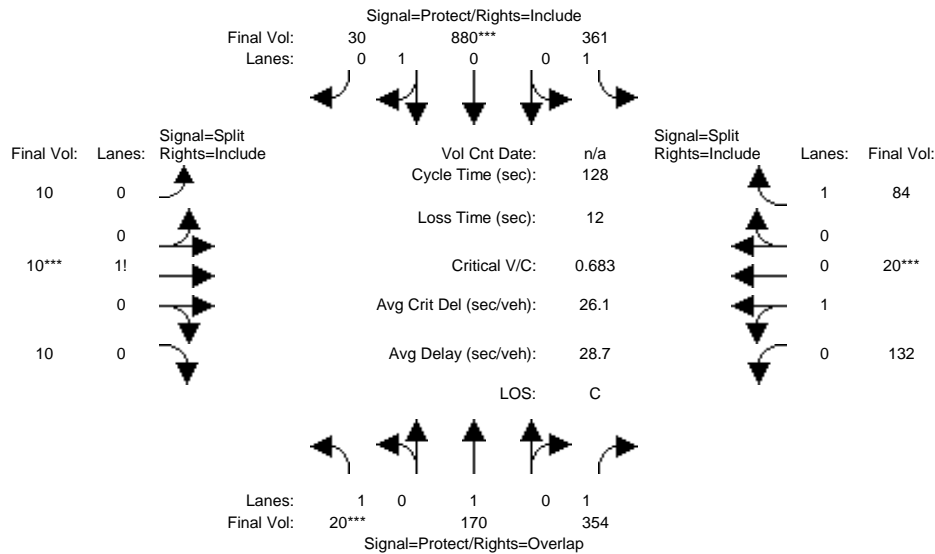 Signal=Protect/Rights=Include
Final Vol: 30 880*** 361
Lanes: 0 1 0 0 1
Signal=Split
Rights=Include
Final Vol: Lanes:
10 0
0
10*** 1!
0
10 0
Vol Cnt Date: n/a
Cycle Time (sec): 128
Loss Time (sec): 12
Critical V/C: 0.683
Avg Crit Del (sec/veh): 26.1
Avg Delay (sec/veh): 28.7
LOS: C
Signal=Split
Rights=Include
Lanes: Final Vol:
1 84
0
0 20***
1
0 132
Lanes: 1 0 1 0 1
Final Vol: 20*** 170 354
Signal=Protect/Rights=Overlap